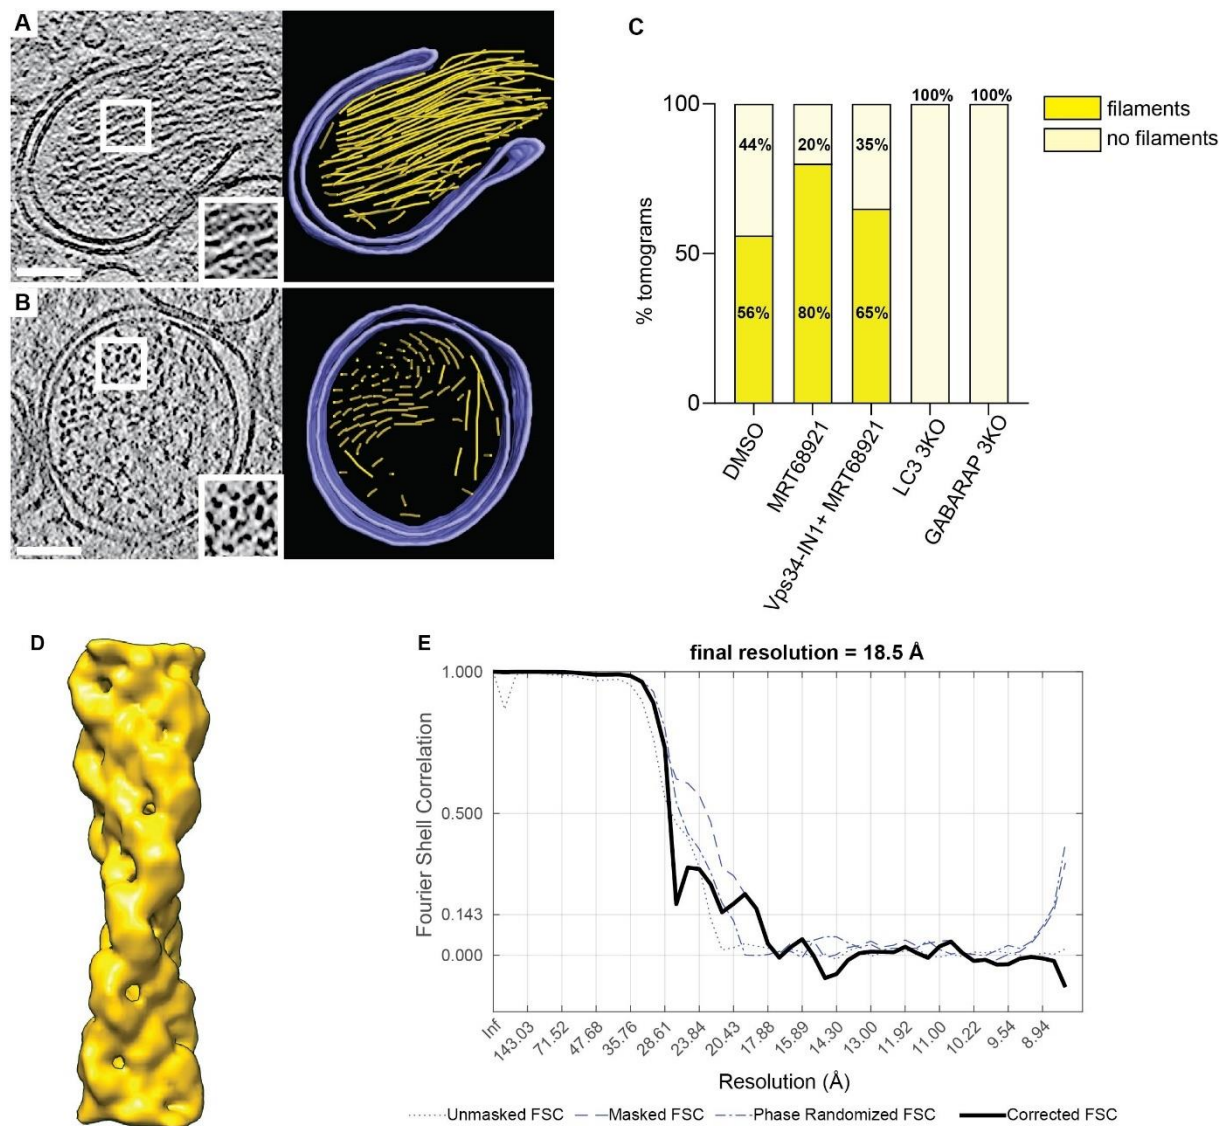 A
B
C
100%
100%
100
44%
20%
35%
filaments
no filaments
% tomograms
50
56%
80%
65%
0
DMSO
MRT68921
Vps34-IN1+ MRT68921
LC3 3KO
GABARAP 3KO
D
E
final resolution = 18.5 Å
Fourier Shell Correlation
1.000
0.500
0.143
0.000
Inf
143.03
71.52
47.68
35.76
28.61
23.84
20.43
17.88
15.89
14.30
13.00
11.92
11.00
10.22
9.54
8.94
Resolution (Å)
Unmasked FSC
Masked FSC
Phase Randomized FSC
Corrected FSC